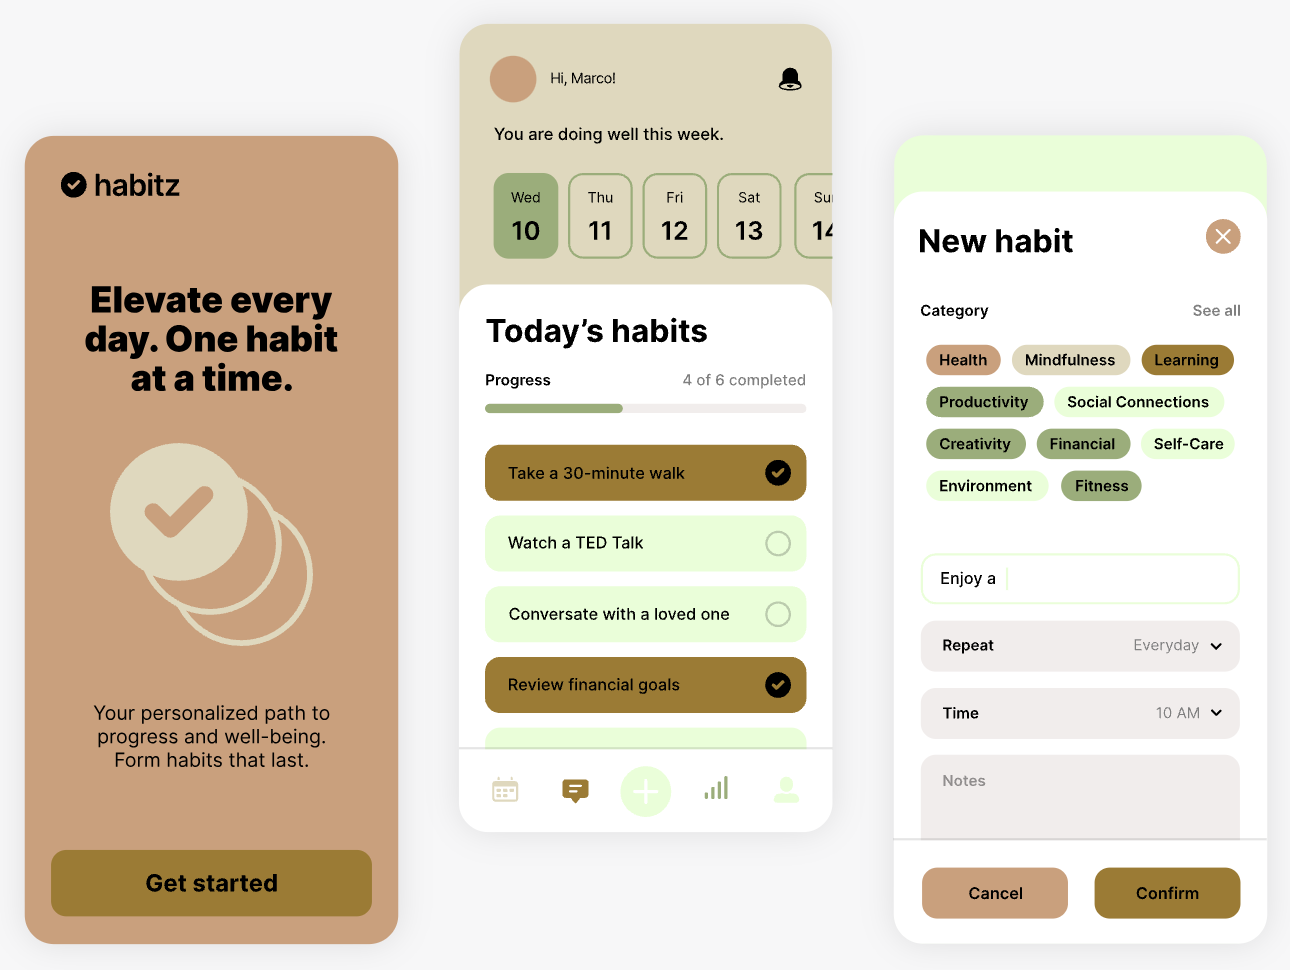 habitz
Elevate every
day. One habit
at a time.
Your personalized path to
progress and well-being.
Form habits that last.
Get started
Hi, Marco!
You are doing well this week.
Wed Thu Fri Sat Sun
10 11 12 13 14
Today’s habits
Progress 4 of 6 completed
Take a 30-minute walk
Watch a TED Talk
Conversate with a loved one
Review financial goals
New habit
Category See all
Health Mindfulness Learning
Productivity Social Connections
Creativity Financial Self-Care
Environment Fitness
Enjoy a
Repeat Everyday
Time 10 AM
Notes
Cancel Confirm